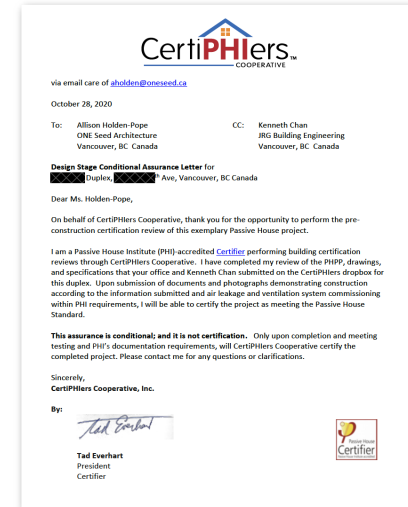 CertiPHIers™
COOPERATIVE
via email care of aholden@oneseed.ca
October 28, 2020
To: Allison Holden-Pope CC: Kenneth Chan
ONE Seed Architecture JRG Building Engineering
Vancouver, BC Canada Vancouver, BC Canada
Design Stage Conditional Assurance Letter for
Duplex, th Ave, Vancouver, BC Canada
Dear Ms. Holden-Pope,
On behalf of CertiPHIers Cooperative, thank you for the opportunity to perform the pre-
construction certification review of this exemplary Passive House project.
I am a Passive House Institute (PHI)-accredited Certifier performing building certification
reviews through CertiPHIers Cooperative. I have completed my review of the PHPP, drawings,
and specifications that your office and Kenneth Chan submitted on the CertiPHIers dropbox for
this duplex. Upon submission of documents and photographs demonstrating construction
according to the information submitted and air leakage and ventilation system commissioning
within PHI requirements, I will be able to certify the project as meeting the Passive House
Standard.
This assurance is conditional; and it is not certification. Only upon completion and meeting
testing and PHI's documentation requirements, will CertiPHIers Cooperative certify the
completed project. Please contact me for any questions or clarifications.
Sincerely,
CertiPHIers Cooperative, Inc.
By:
Tad Everhart
Tad Everhart
President
Certifier
Passive House
Certifier